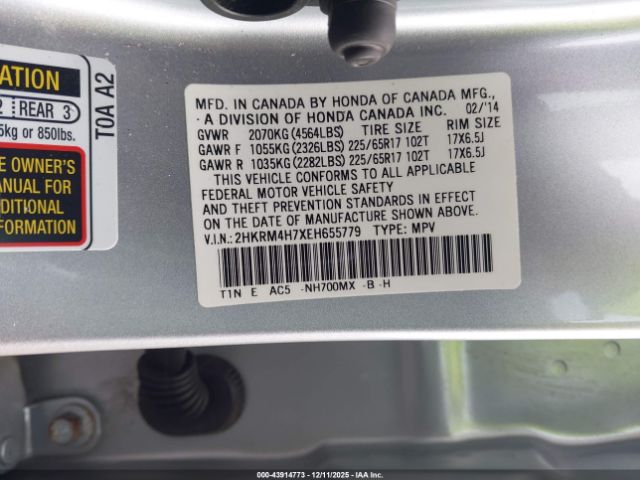 ATION
2 | REAR 3
5kg or 850lbs.
E OWNER'S
ANUAL FOR
DDITIONAL
FORMATION
T0A A2
MFD. IN CANADA BY HONDA OF CANADA MFG.,
A DIVISION OF HONDA CANADA INC. 02/'14
GVWR 2070KG (4564LBS) TIRE SIZE RIM SIZE
GAWR F 1055KG (2326LBS) 225/65R17 102T 17X6.5J
GAWR R 1035KG (2282LBS) 225/65R17 102T 17X6.5J
THIS VEHICLE CONFORMS TO ALL APPLICABLE
FEDERAL MOTOR VEHICLE SAFETY
AND THEFT PREVENTION STANDARDS IN EFFECT
ON THE DATE OF MANUFACTURE SHOWN ABOVE.
V.I.N.: 2HKRM4H7XEH655779 TYPE: MPV
T1N E AC5 -NH700MX -B -H
000-43914773 - 12/11/2025 - IAA Inc.